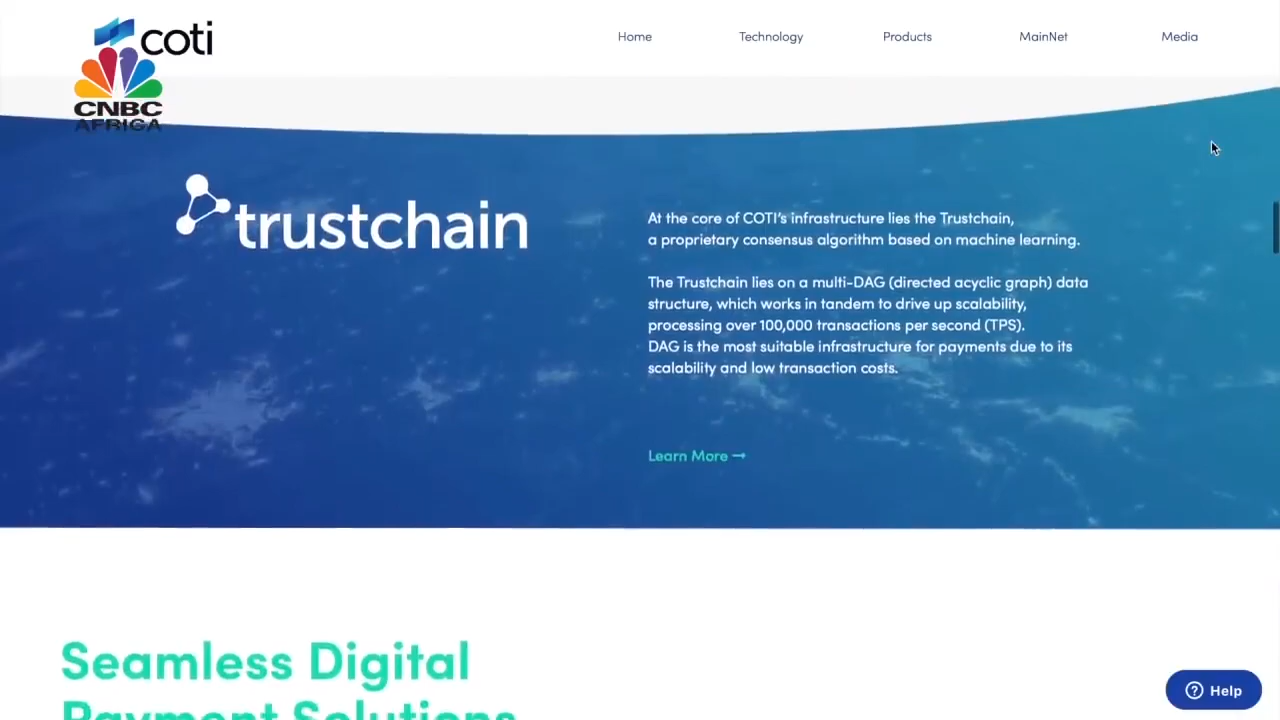 coti
CNBC
AFRICA
Home
Technology
Products
MainNet
Media
trustchain
At the core of COTI's infrastructure lies the Trustchain,
a proprietary consensus algorithm based on machine learning.
The Trustchain lies on a multi-DAG (directed acyclic graph) data
structure, which works in tandem to drive up scalability,
processing over 100,000 transactions per second (TPS).
DAG is the most suitable infrastructure for payments due to its
scalability and low transaction costs.
Learn More →
Seamless Digital
Payment Solutions
Help